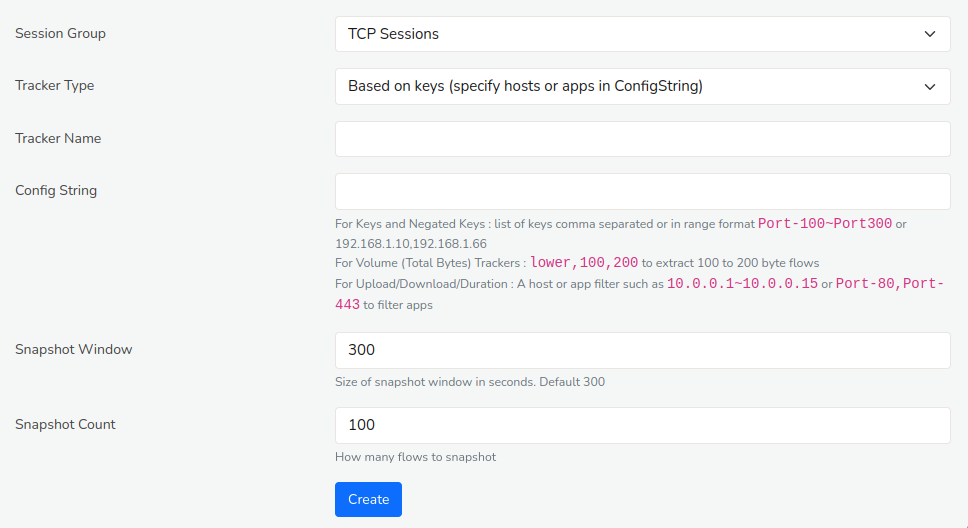 Session Group
TCP Sessions
Tracker Type
Based on keys (specify hosts or apps in ConfigString)
Tracker Name
Config String
For Keys and Negated Keys : list of keys comma separated or in range format Port-100~Port300 or
192.168.1.10,192.168.1.66
For Volume (Total Bytes) Trackers : lower,100,200 to extract 100 to 200 byte flows
For Upload/Download/Duration : A host or app filter such as 10.0.0.1~10.0.0.15 or Port-80,Port-
443 to filter apps
Snapshot Window
300
Size of snapshot window in seconds. Default 300
Snapshot Count
100
How many flows to snapshot
Create